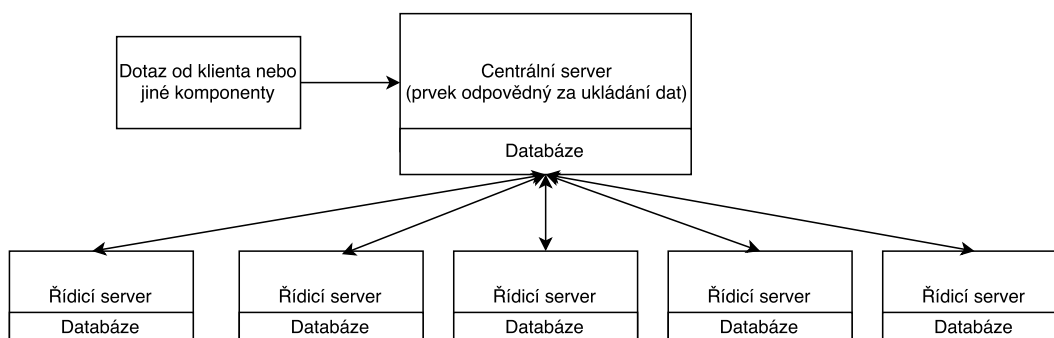 Dotaz od klienta nebo
jiné komponenty
Centrální server
(prvek odpovědný za ukládání dat)
Databáze
Řídicí server
Databáze
Řídicí server
Databáze
Řídicí server
Databáze
Řídicí server
Databáze
Řídicí server
Databáze